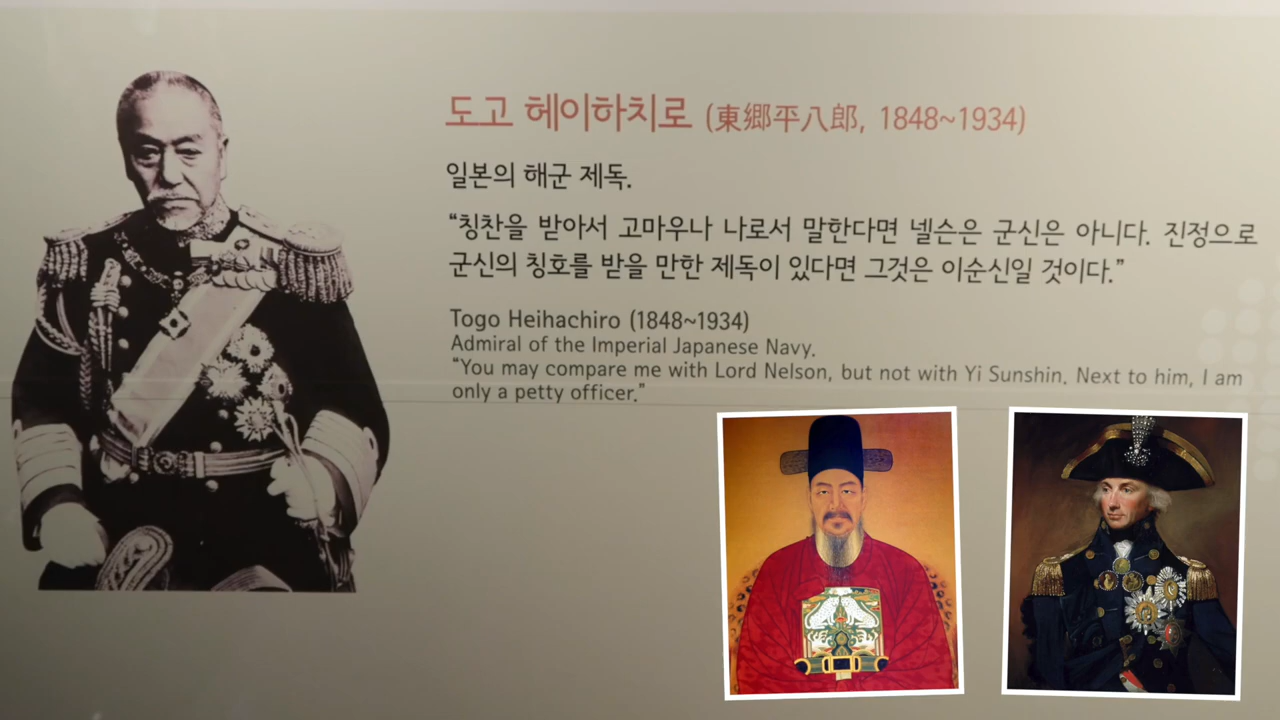 도고 헤이하치로 (東郷平八郎, 1848~1934)
일본의 해군 제독.
“칭찬을 받아서 고마우나 나로서 말한다면 넬슨은 군신은 아니다. 진정으로
군신의 칭호를 받을 만한 제독이 있다면 그것은 이순신일 것이다.”
Togo Heihachiro (1848~1934)
Admiral of the Imperial Japanese Navy.
“You may compare me with Lord Nelson, but not with Yi Sunshin. Next to him, I am
only a petty officer.”